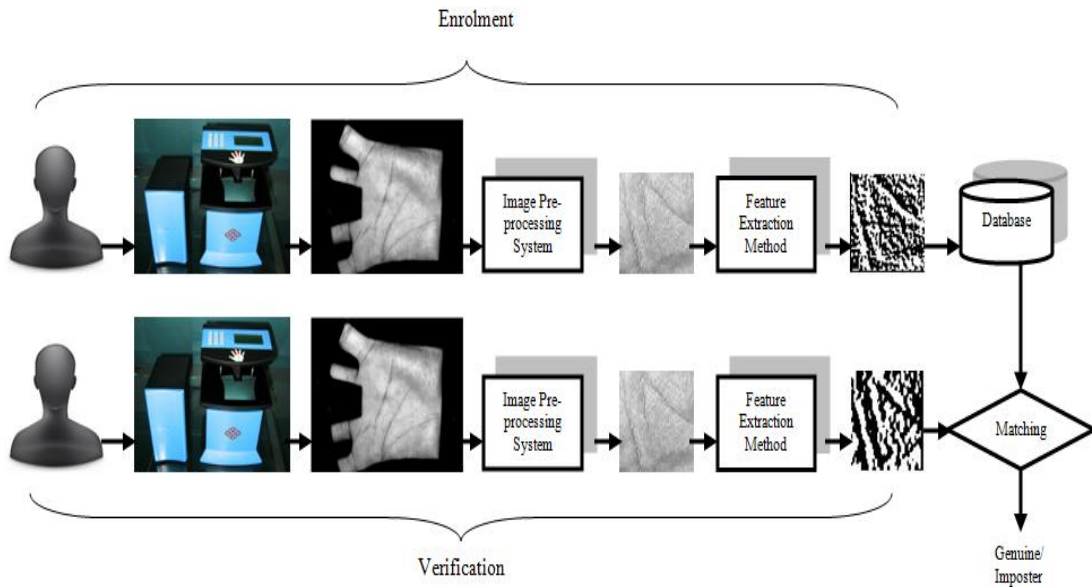 Enrolment
Image Pre-
processing
System
Feature
Extraction
Method
Database
Image Pre-
processing
System
Feature
Extraction
Method
Matching
Verification
Genuine/
Imposter